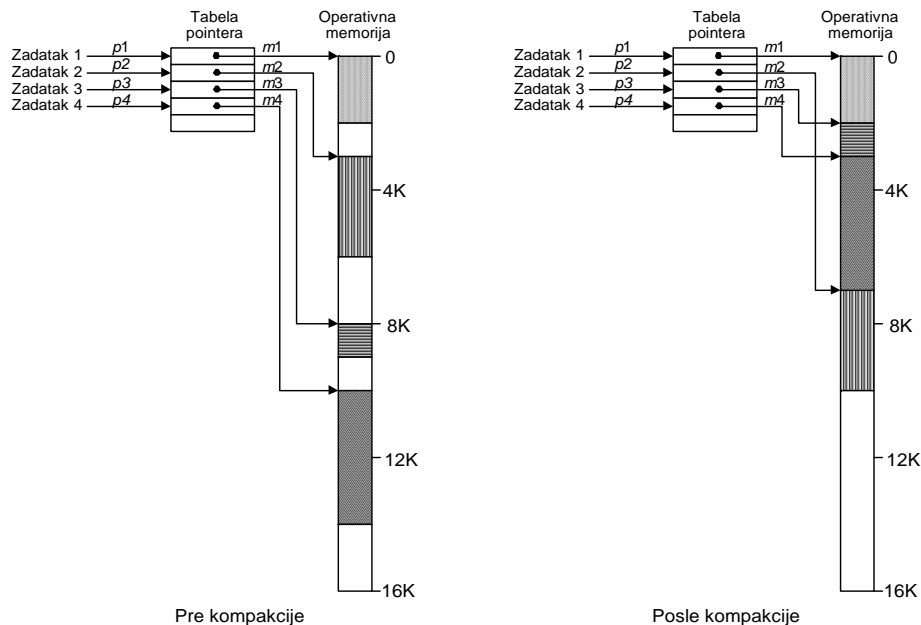 Tabela
pointera
Operativna
memorija
Zadatak 1 p1 m1 0
Zadatak 2 p2 m2
Zadatak 3 p3 m3
Zadatak 4 p4 m4
4K
8K
12K
16K
Pre kompakcije
Tabela
pointera
Operativna
memorija
Zadatak 1 p1 m1 0
Zadatak 2 p2 m2
Zadatak 3 p3 m3
Zadatak 4 p4 m4
4K
8K
12K
16K
Posle kompakcije